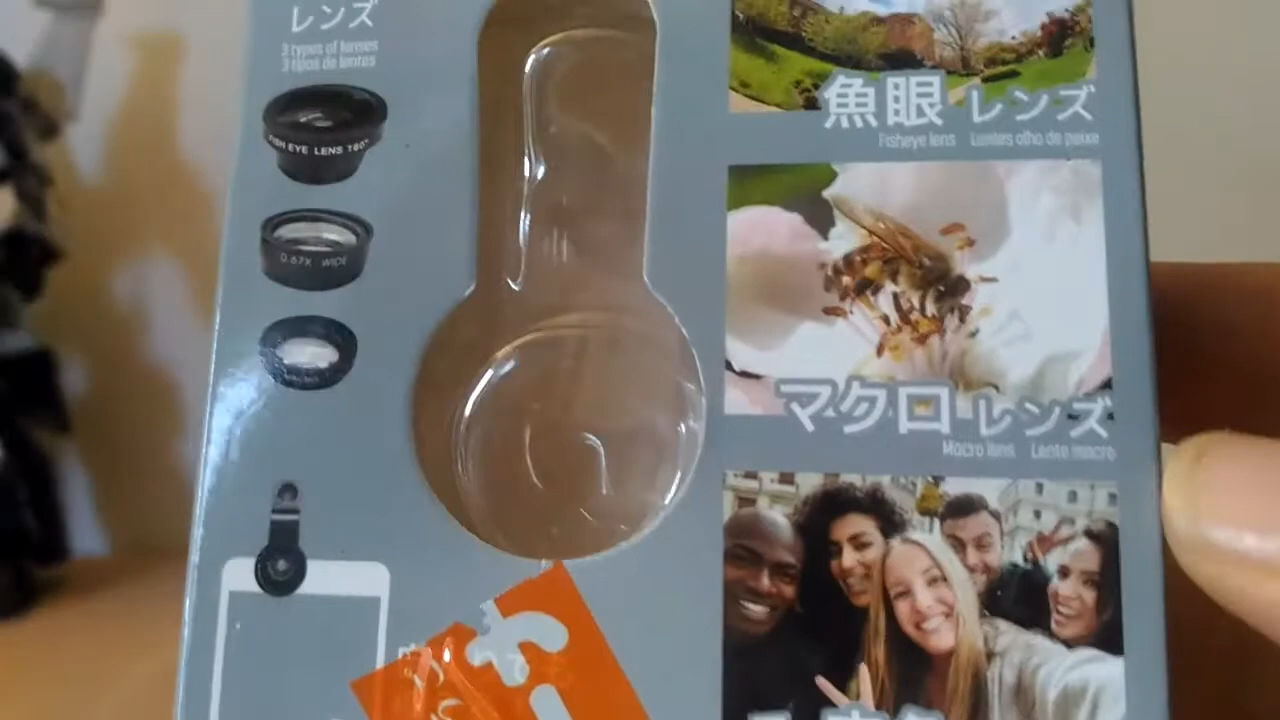 レンズ
3 types of lenses
3 tipos de lentes
FISH EYE LENS 180°
0.67X WIDE
魚眼 レンズ
Fisheye lens Lentes olho de peixe
マクロ レンズ
Macro lens Lente macro